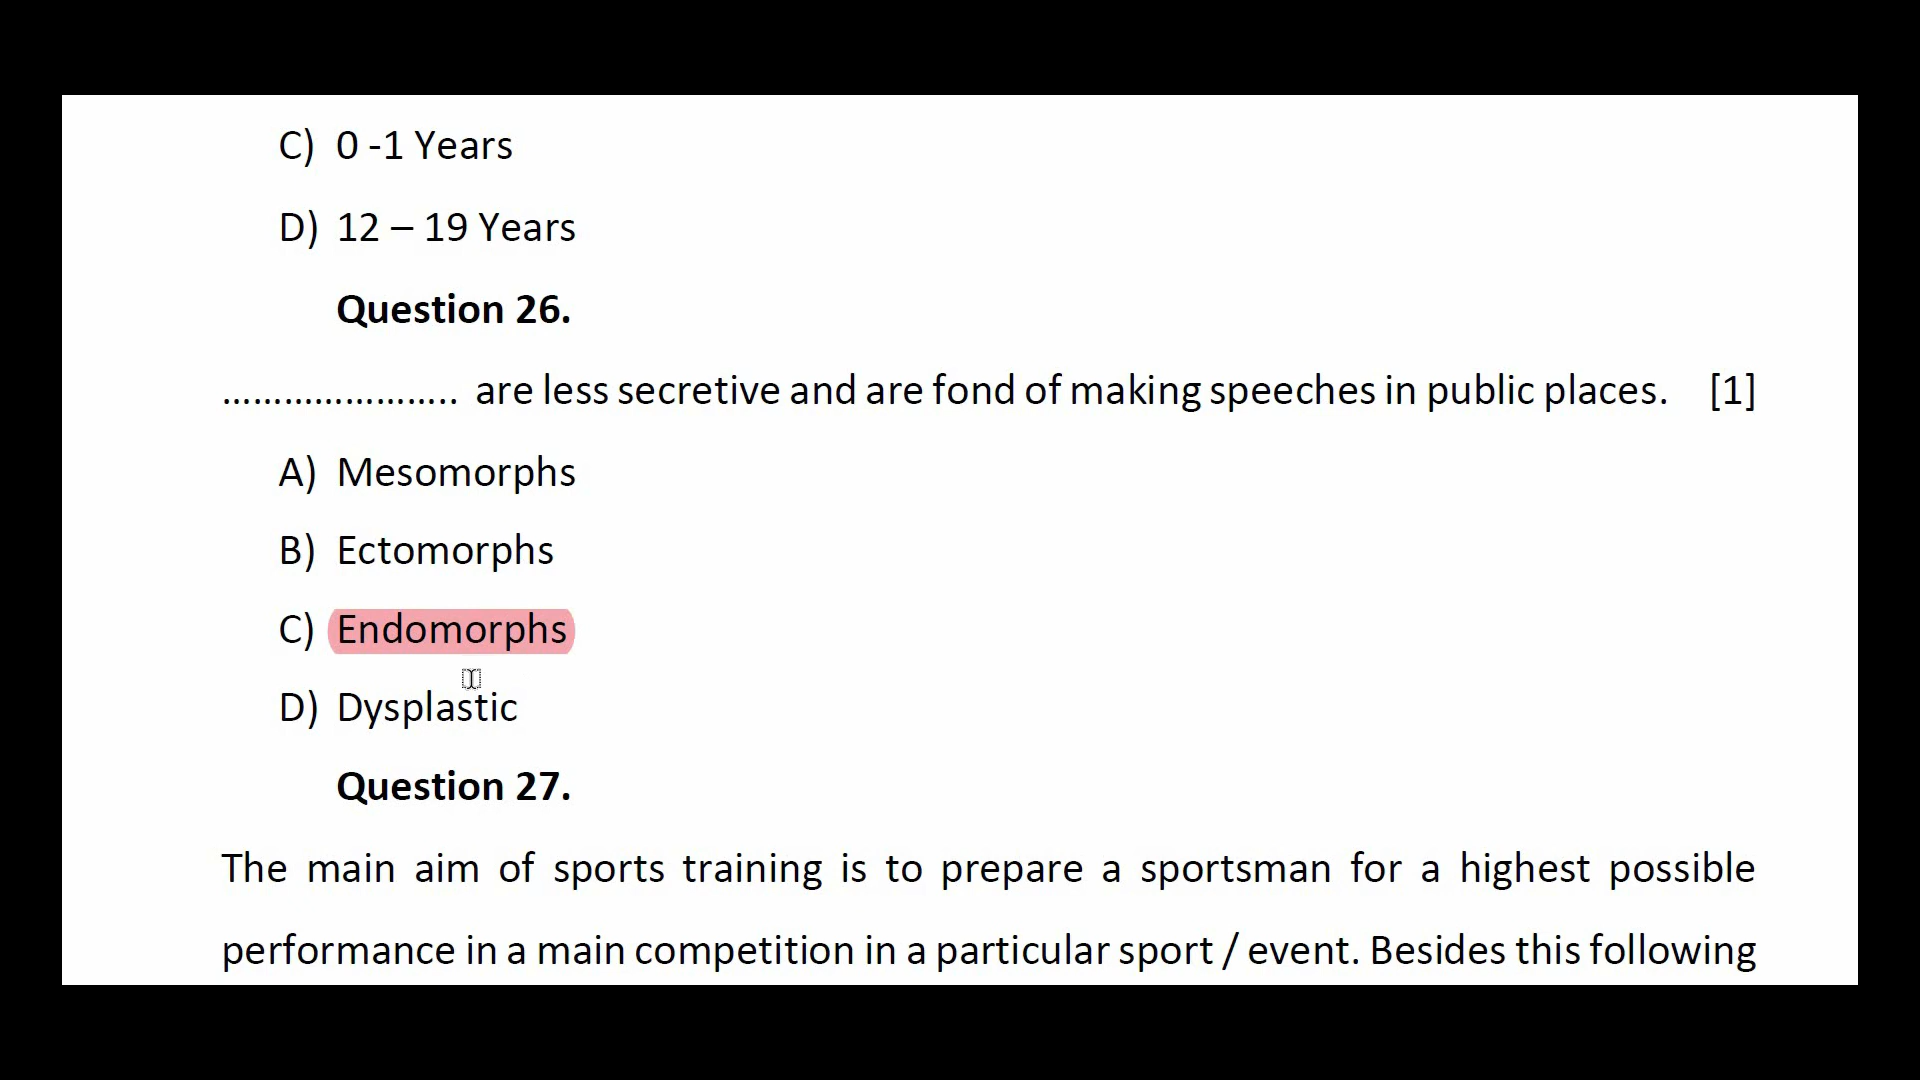 C) 0 -1 Years
D) 12 – 19 Years
Question 26.
………………….. are less secretive and are fond of making speeches in public places. [1]
A) Mesomorphs
B) Ectomorphs
C) Endomorphs
D) Dysplastic
Question 27.
The main aim of sports training is to prepare a sportsman for a highest possible
performance in a main competition in a particular sport / event. Besides this following